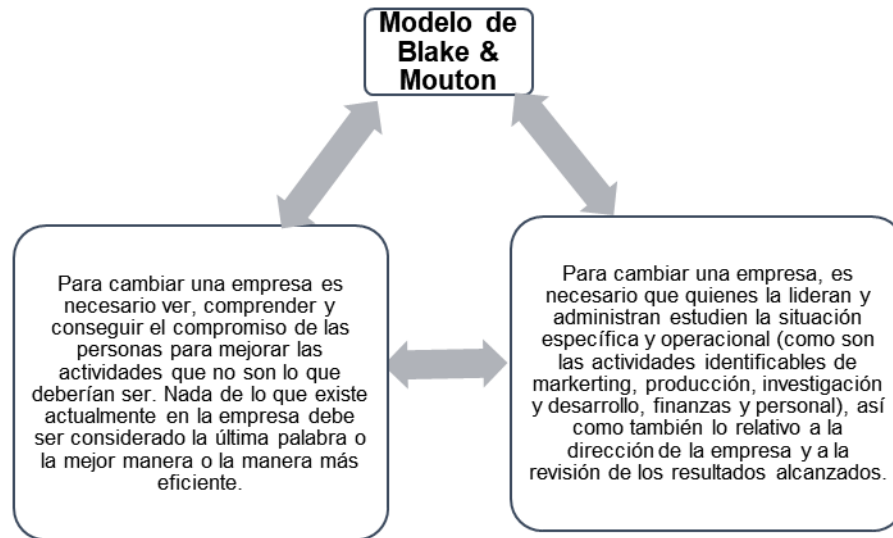 Modelo de
Blake &
Mouton
Para cambiar una empresa es
necesario ver, comprender y
conseguir el compromiso de las
personas para mejorar las
actividades que no son lo que
deberían ser. Nada de lo que existe
actualmente en la empresa debe
ser considerado la última palabra o
la mejor manera o la manera más
eficiente.
Para cambiar una empresa, es
necesario que quienes la lideran y
administran estudien la situación
específica y operacional (como son
las actividades identificables de
markerting, producción, investigación
y desarrollo, finanzas y personal), así
como también lo relativo a la
dirección de la empresa y a la
revisión de los resultados alcanzados.